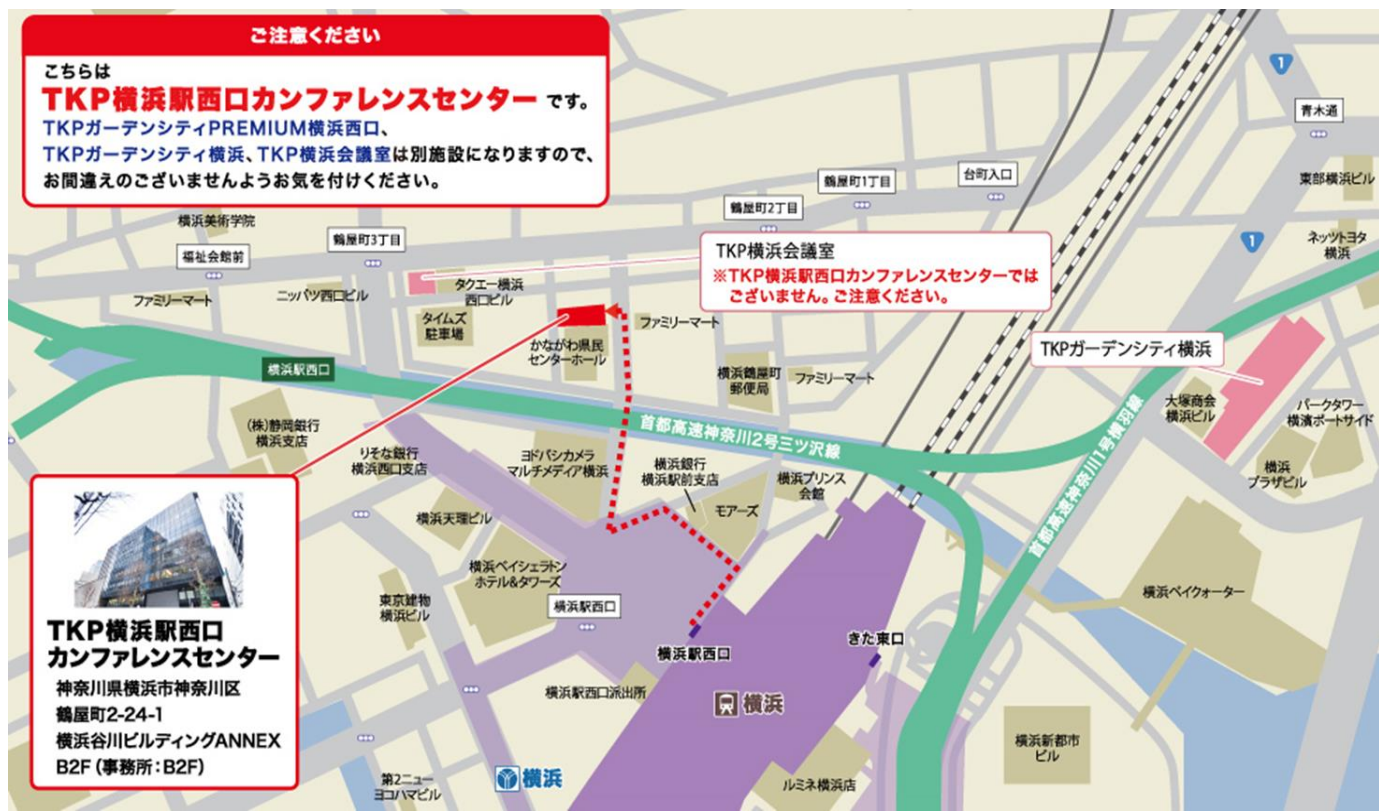 ご注意ください
こちらは
TKP横浜駅西口カンファレンスセンター です。
TKPガーデンシティPREMIUM横浜西口、
TKPガーデンシティ横浜、TKP横浜会議室は別施設になりますので、
お間違えのございませんようお気を付けください。
1
青木通
東部横浜ビル
台町入口
鶴屋町1丁目
鶴屋町2丁目
横浜美術学院
鶴屋町3丁目
福祉会館前
1
ネッツトヨタ
横浜
TKP横浜会議室
※TKP横浜駅西口カンファレンスセンターでは
ございません。ご注意ください。
ファミリーマート
ニッパツ西口ビル
タクエー横浜
西口ビル
タイムズ
駐車場
かながわ県民
センターホール
ファミリーマート
TKPガーデンシティ横浜
横浜駅西口
横浜鶴屋町
郵便局
ファミリーマート
大塚商会
横浜ビル
パークタワー
横濱ポートサイド
首都高速神奈川2号三ツ沢線
首都高速神奈川1号横羽線
(株)静岡銀行
横浜支店
りそな銀行
横浜西口支店
ヨドバシカメラ
マルチメディア横浜
横浜銀行
横浜駅前支店
モアーズ
横浜プリンス
会館
横浜
プラザビル
横浜天理ビル
横浜ベイシェラトン
ホテル&タワーズ
横浜駅西口
東京建物
横浜ビル
横浜ベイクォーター
横浜駅西口
きた東口
横浜駅西口派出所
横浜
横浜新都市
ビル
第2ニュー
ヨコハマビル
横浜
ルミネ横浜店
TKP横浜駅西口
カンファレンスセンター
神奈川県横浜市神奈川区
鶴屋町2-24-1
横浜谷川ビルディングANNEX
B2F (事務所:B2F)